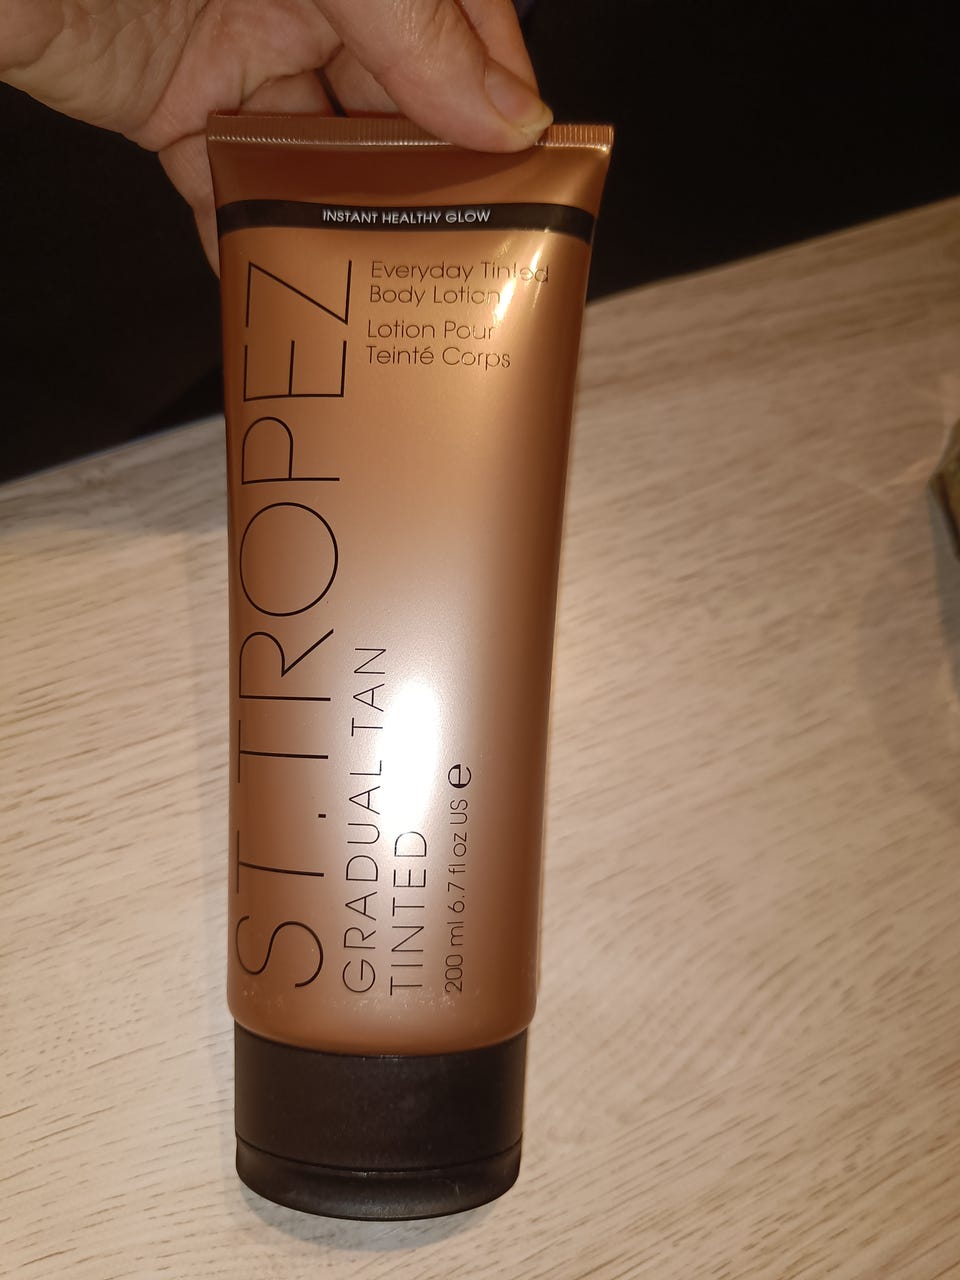 INSTANT HEALTHY GLOW
Everyday Tinted
Body Lotion
Lotion Pour
Teinté Corps
ST.TROPEZ
GRADUAL TAN
TINTED
200 ml 6.7 fl oz US e